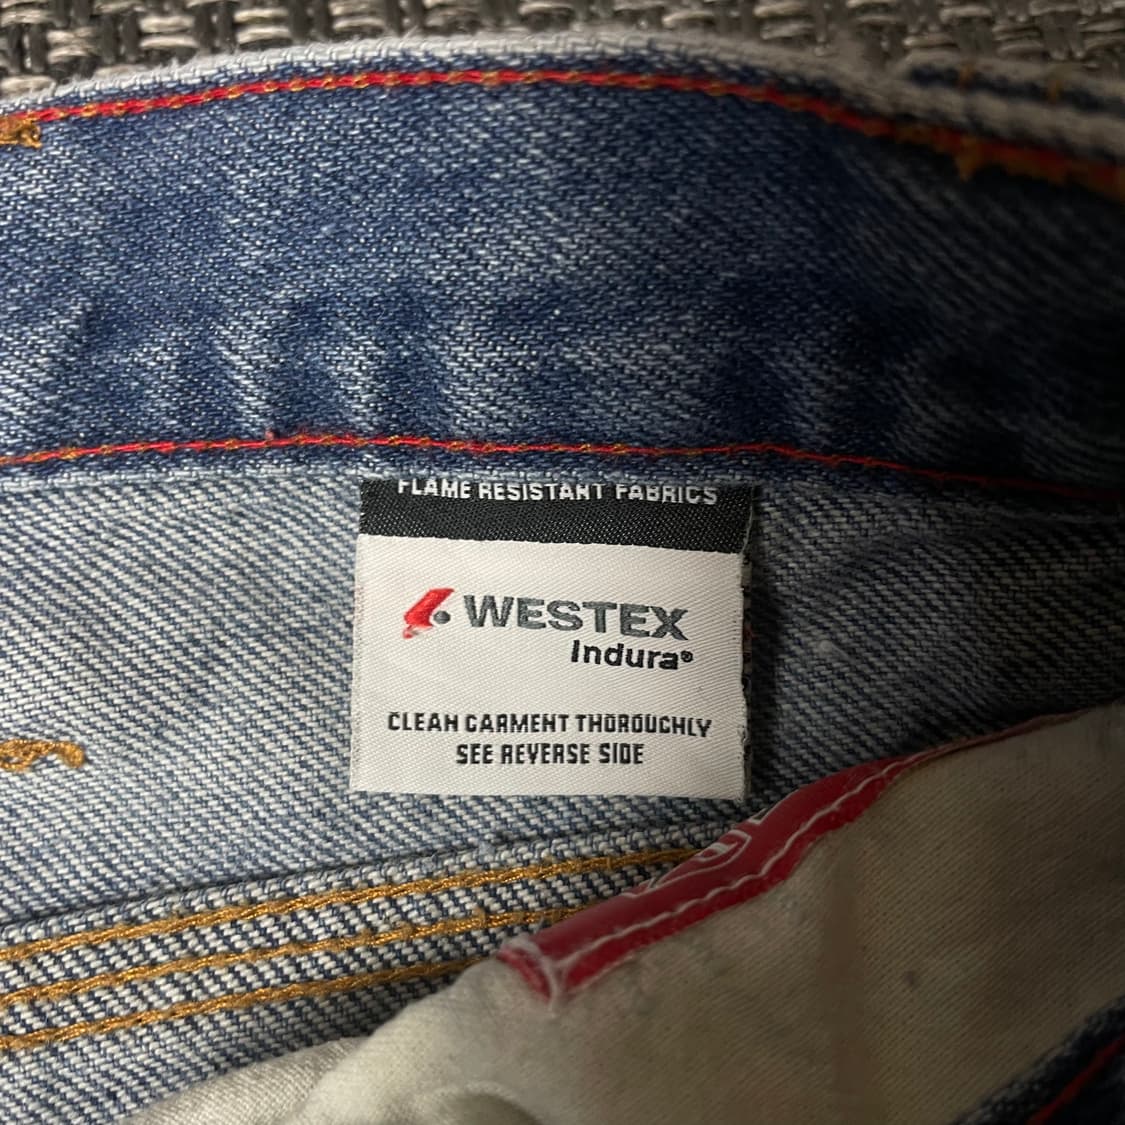 FLAME RESISTANT FABRICS
WESTEX
Indura®
CLEAN GARMENT THOROUGHLY
SEE REVERSE SIDE